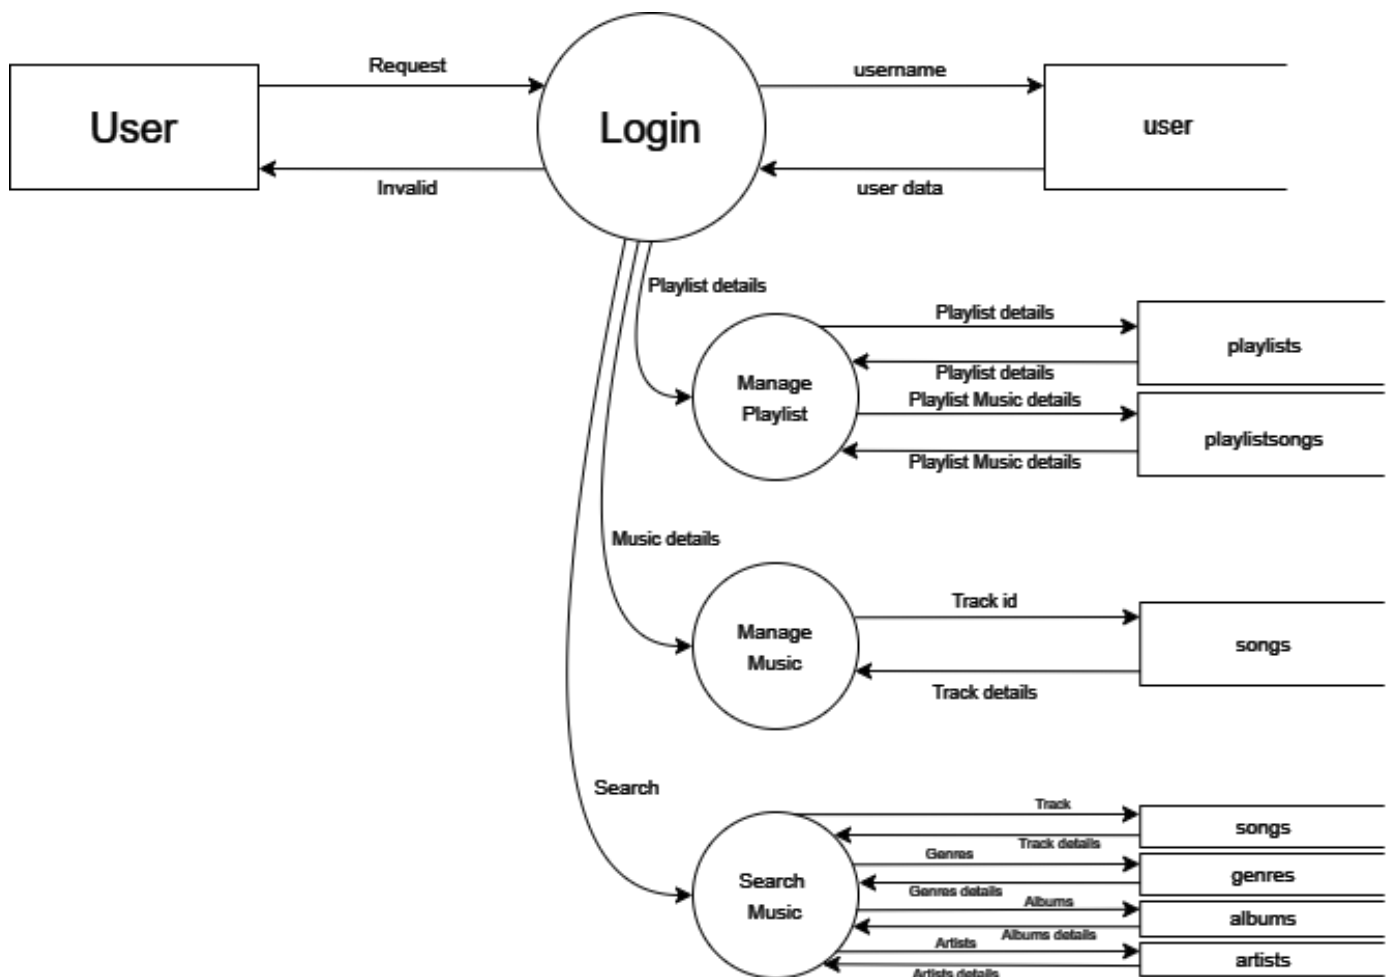 Request
username
User
Login
user
Invalid
user data
Playlist details
Playlist details
playlists
Manage
Playlist
Playlist details
Playlist Music details
playlistsongs
Playlist Music details
Music details
Track id
Manage
Music
songs
Track details
Search
Track
songs
Track details
Genres
Search
Music
genres
Genres details
Albums
albums
Albums details
Artists
artists
Artists details